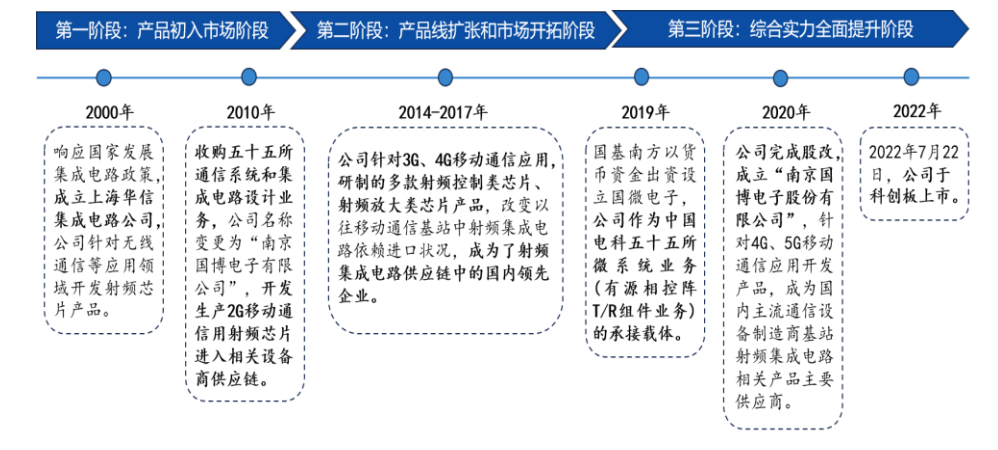 第一阶段：产品初入市场阶段
第二阶段：产品线扩张和市场开拓阶段
第三阶段：综合实力全面提升阶段
2000年
响应国家发展
集成电路政策，
成立上海华信
集成电路公司，
公司针对无线
通信等应用领
域开发射频芯
片产品。
2010年
收购五十五所
通信系统和集
成电路设计业
务，公司名称
变更为“南京
国博电子有限
公司”，开发
生产2G移动通
信用射频芯片
进入相关设备
商供应链。
2014-2017年
公司针对3G、4G移动通信应用，
研制的多款射频控制类芯片、
射频放大类芯片产品，改变以
往移动通信基站中射频集成电
路依赖进口状况，成为了射频
集成电路供应链中的国内领先
企业。
2019年
国基南方以货
币资金出资设
立国微电子，
公司作为中国
电科五十五所
微系统业务
(有源相控阵
T/R组件业务)
的承接载体。
2020年
公司完成股改，
成立“南京国
博电子股份有
限公司”，针
对4G、5G移动
通信应用开发
产品，成为国
内主流通信设
备制造商基站
射频集成电路
相关产品主要
供应商。
2022年
2022年7月22
日，公司于
科创板上市。